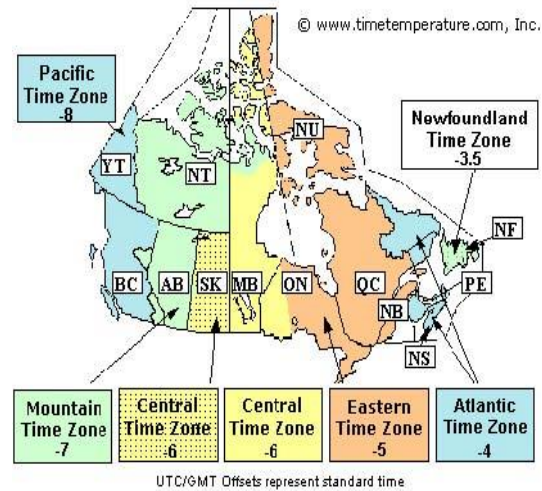 © www.timetemperature.com, Inc.
Pacific
Time Zone
-8
Newfoundland
Time Zone
-3.5
NU
YT
NT
NF
BC
AB
SK
MB
ON
QC
PE
NB
NS
Mountain
Time Zone
-7
Central
Time Zone
-6
Central
Time Zone
-6
Eastern
Time Zone
-5
Atlantic
Time Zone
-4
UTC/GMT Offsets represent standard time